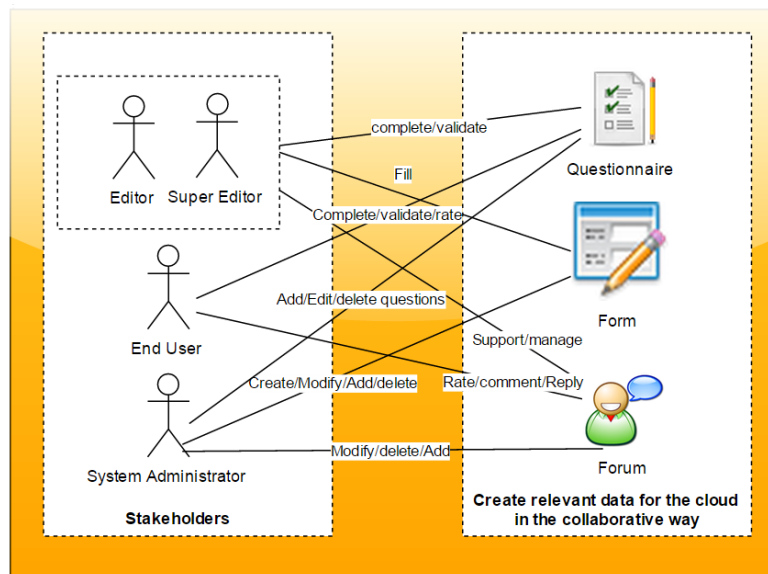 complete/validate
Questionnaire
Editor
Super Editor
Fill
Complete/validate/rate
Add/Edit/delete questions
Form
End User
Support/manage
Create/Modify/Add/delete
Rate/comment/Reply
System Administrator
Modify/delete/Add
Forum
Stakeholders
Create relevant data for the cloud
in the collaborative way